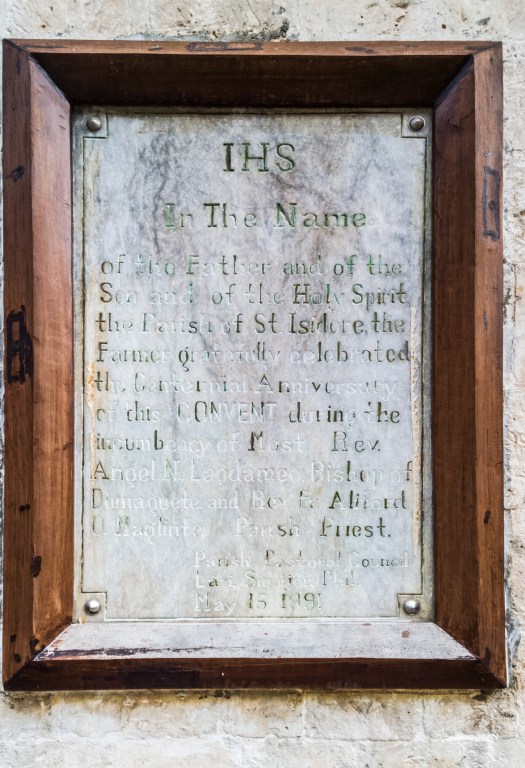 IHS
In The Name
of the Father and of the
Son and of the Holy Spirit
the Parish of St. Isidore, the
Farmer gratefully celebrated
the Centennial Anniversary
of this CONVENT during the
incumbency of Most Rev.
Angel N. Lagdameo, Bishop of
Dumaguete and Rev. Fr.
Parish Priest.
Parish Pastoral Council
Lazi, Siquijor, Phil.
May 15 1991